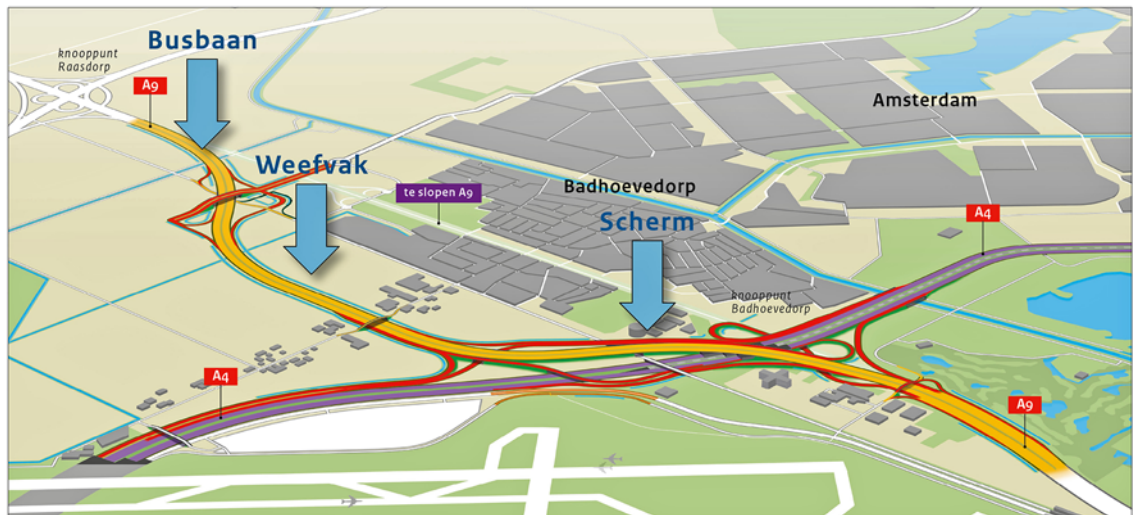 Busbaan
knooppunt
Raasdorp
A9
Weefvak
Amsterdam
te slopen A9
Badhoevedorp
Scherm
A4
knooppunt
Badhoevedorp
A4
A9